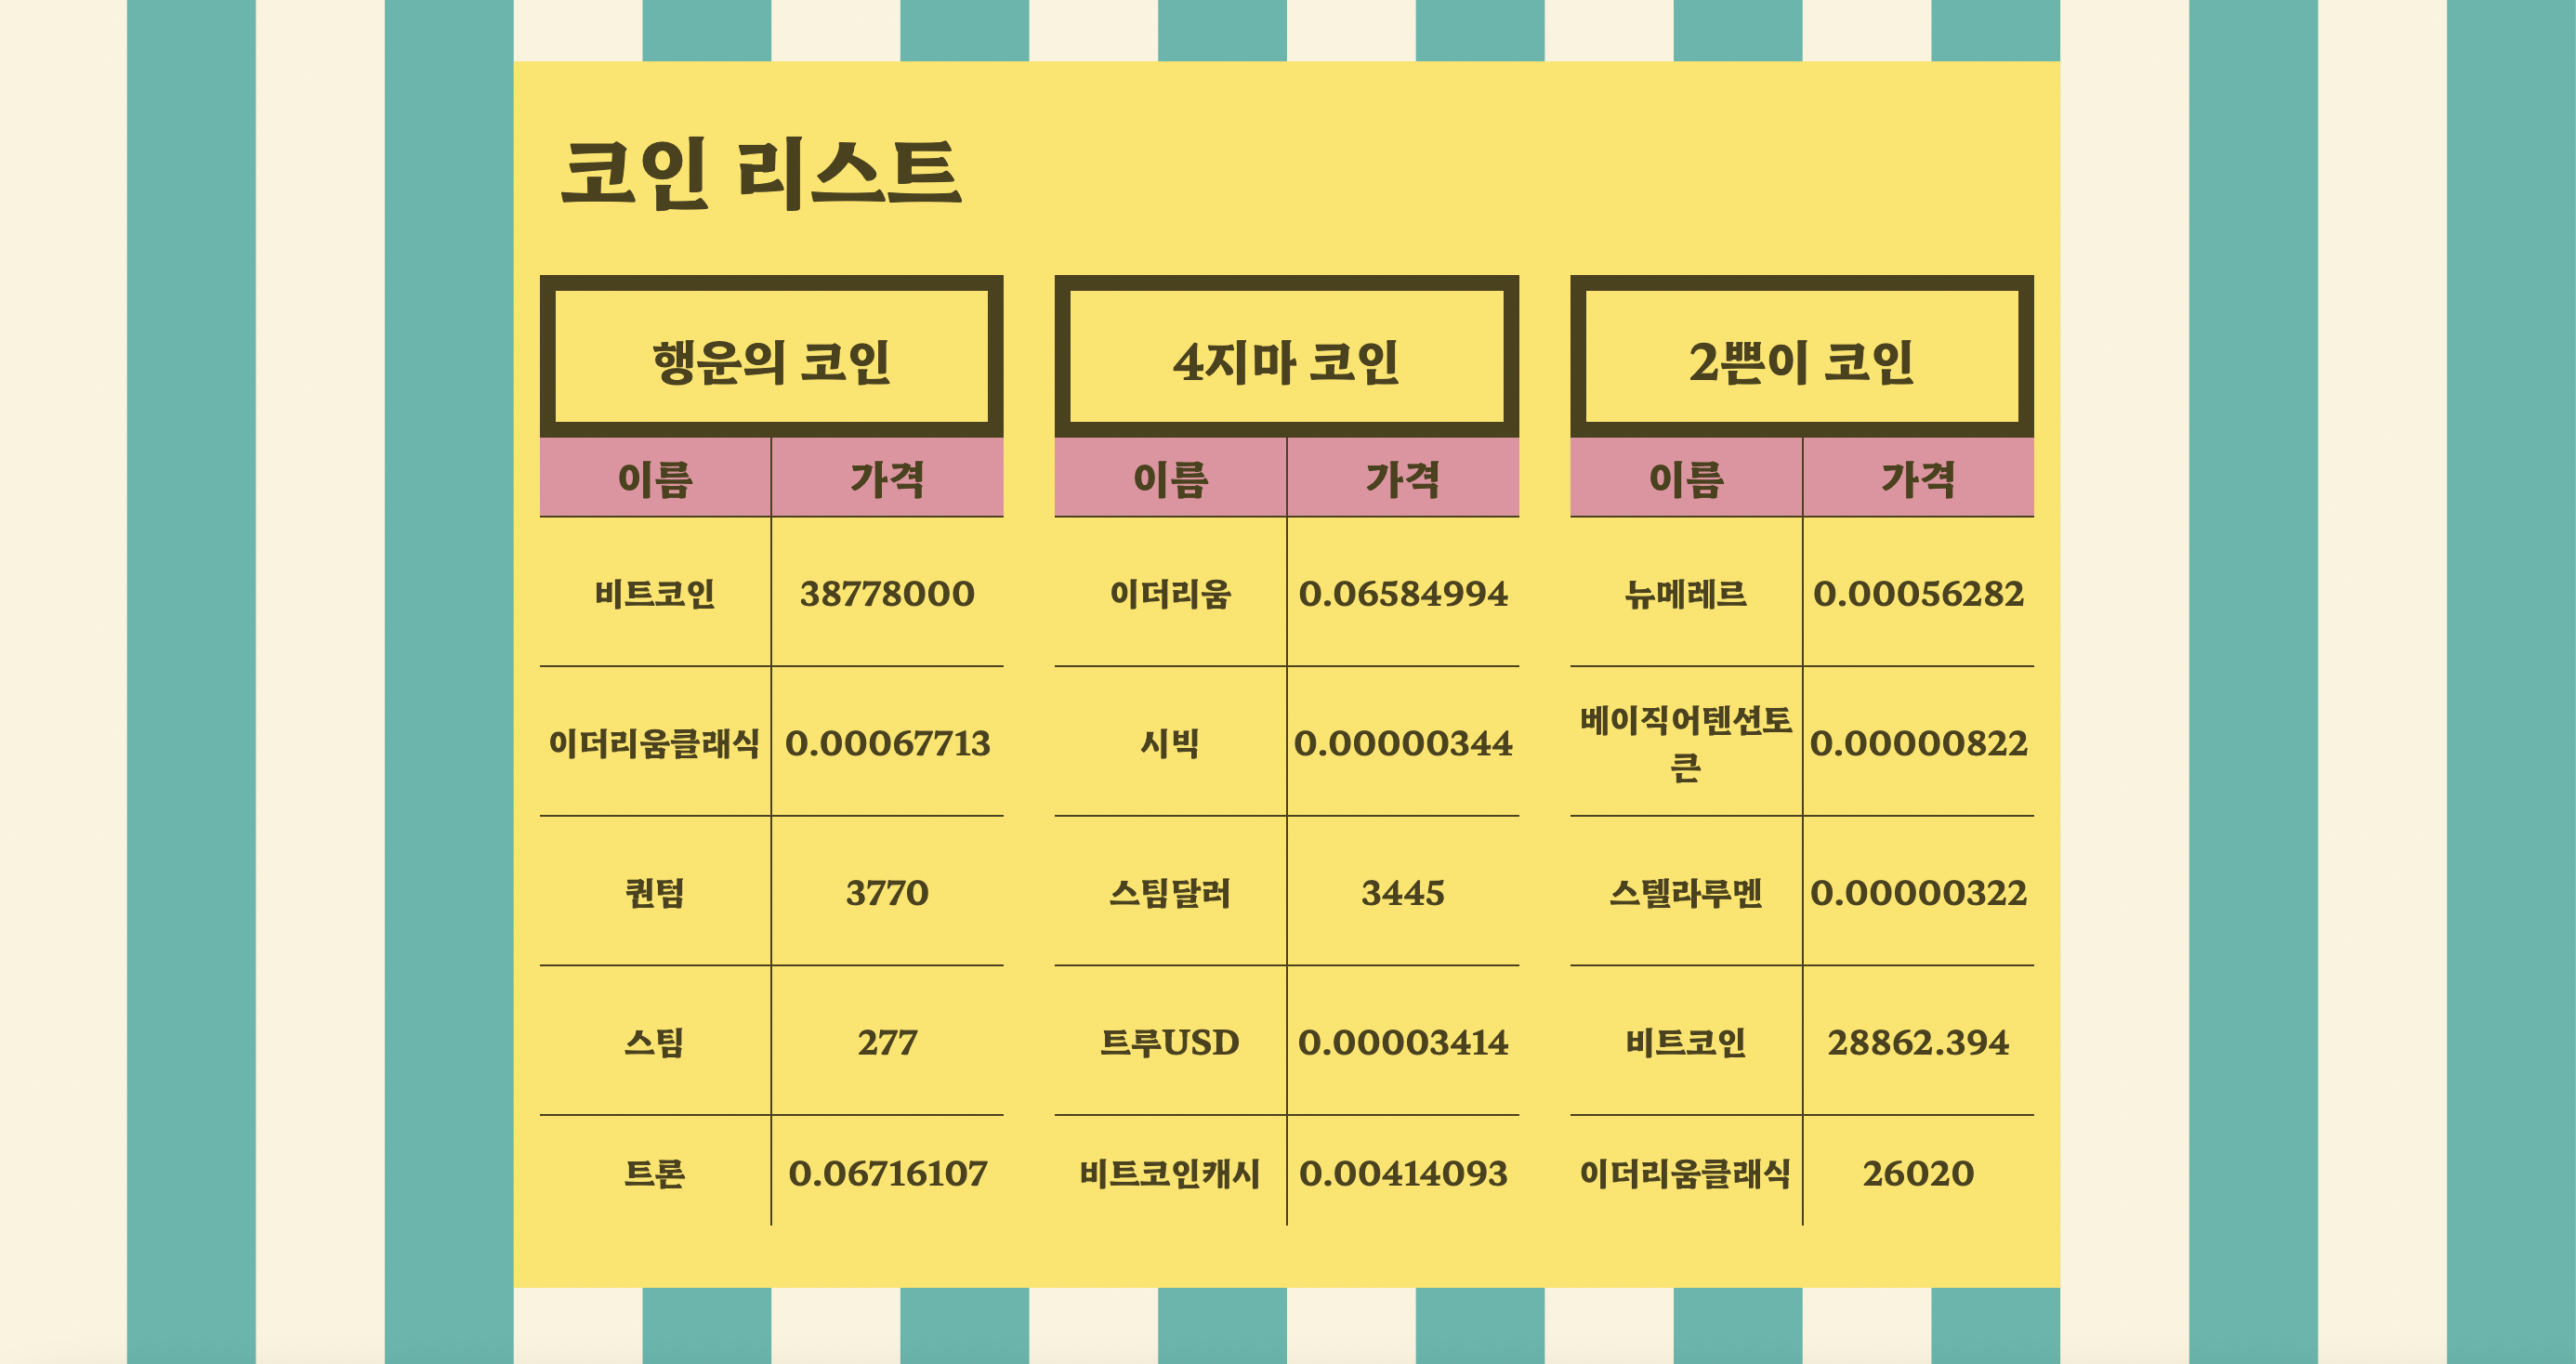 코인 리스트
행운의 코인
이름 가격
비트코인 38778000
이더리움클래식 0.00067713
퀀텀 3770
스팀 277
트론 0.06716107
4지마 코인
이름 가격
이더리움 0.06584994
시빅 0.00000344
스팀달러 3445
트루USD 0.00003414
비트코인캐시 0.00414093
2쁜이 코인
이름 가격
뉴메레르 0.00056282
베이직어텐션토
큰 0.00000822
스텔라루멘 0.00000322
비트코인 28862.394
이더리움클래식 26020